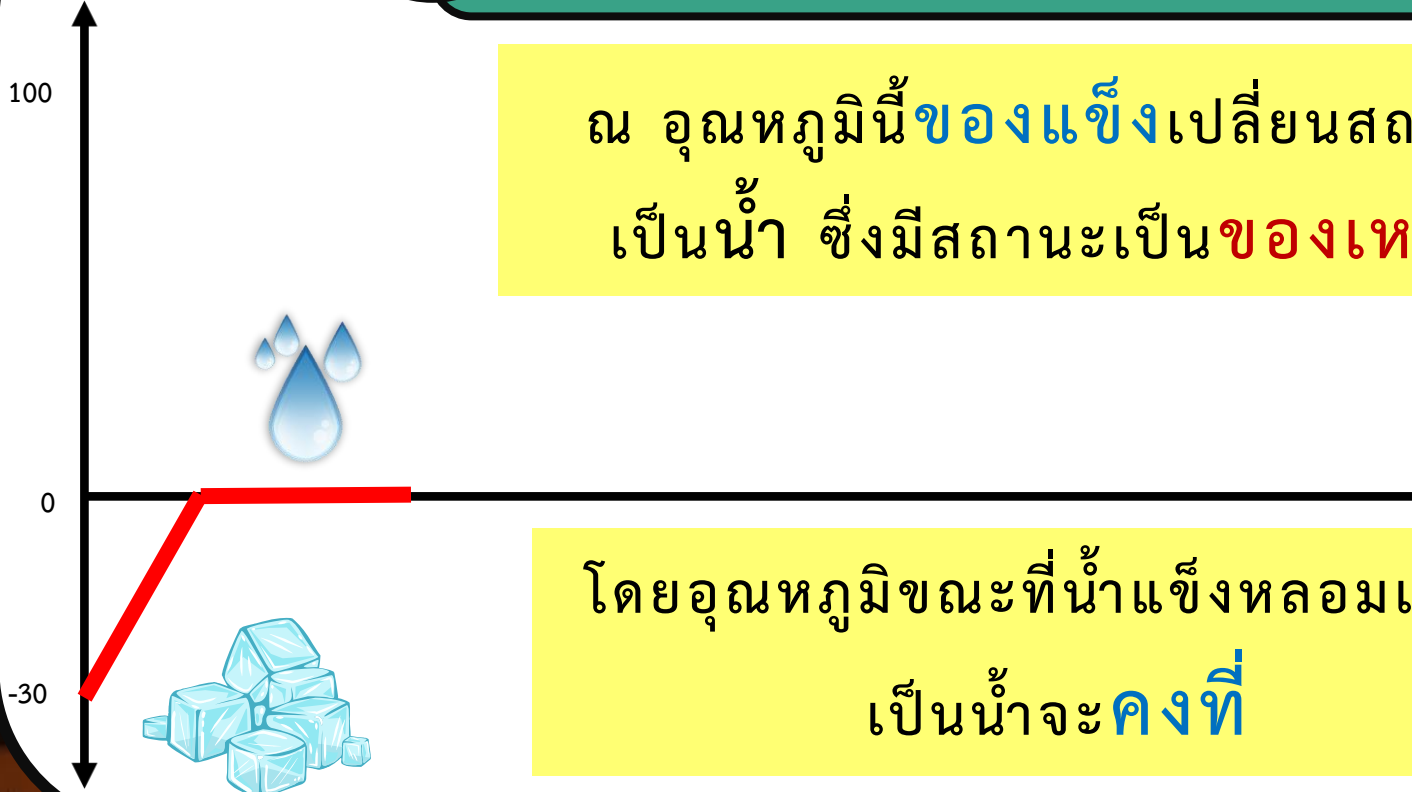 100
ณ อุณหภูมินี้ของแข็งเปลี่ยนสถ
เป็นน้ำ ซึ่งมีสถานะเป็นของเห
0
โดยอุณหภูมิขณะที่น้ำแข็งหลอมเ
-30
เป็นน้ำจะคงที่